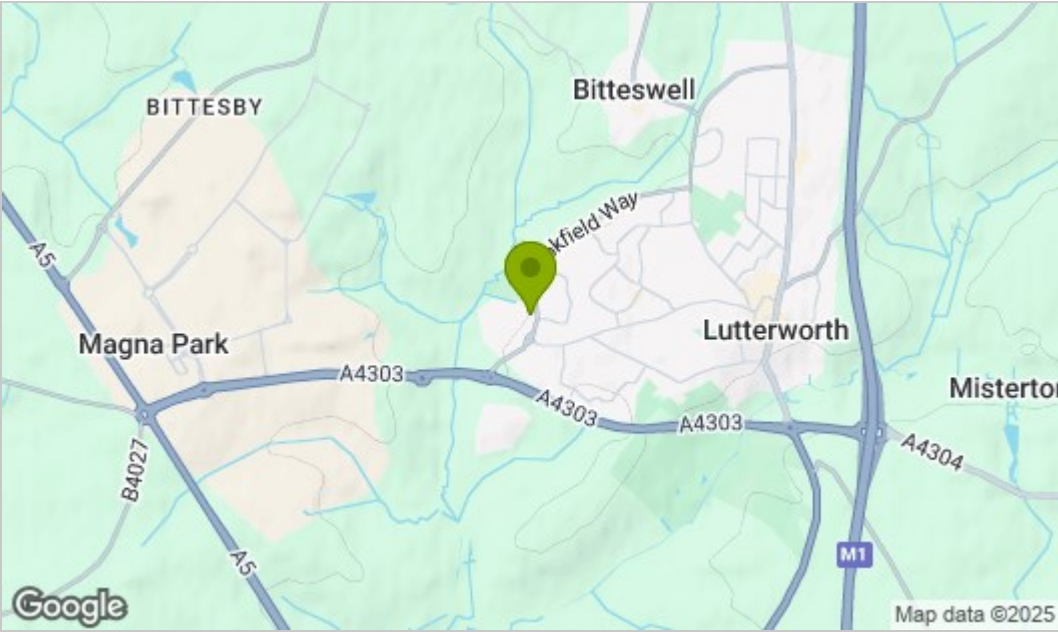 BITTESBY
Bitteswell
kfield Way
A5
Magna Park
Lutterworth
A4303
A4303
A4303
Misterton
A4304
B4027
A5
M1
Google
Map data ©2025